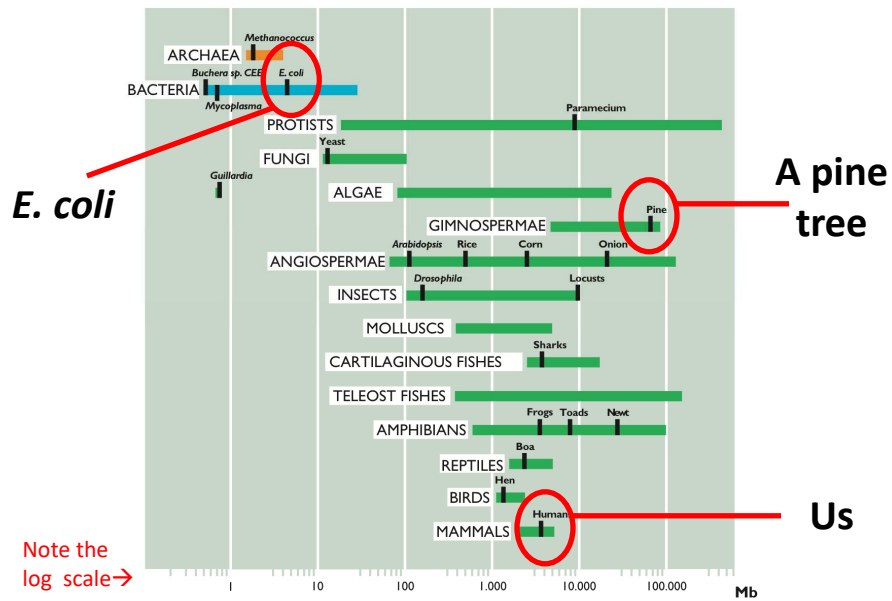 Methanococcus
ARCHAEA
Buchera sp. CEE
E. coli
BACTERIA
Mycoplasma
Paramecium
PROTISTS
Yeast
FUNGI
Guillardia
ALGAE
E. coli
A pine
tree
Pine
GIMNOSPERMAE
Arabidopsis Rice Corn Onion
ANGIOSPERMAE
Drosophila Locusts
INSECTS
MOLLUSCS
Sharks
CARTILAGINOUS FISHES
TELEOST FISHES
Frogs Toads Newt
AMPHIBIANS
Boa
REPTILES
Hen
BIRDS
Human
MAMMALS
Us
Note the
log scale→
1 10 100 1.000 10.000 100.000
Mb